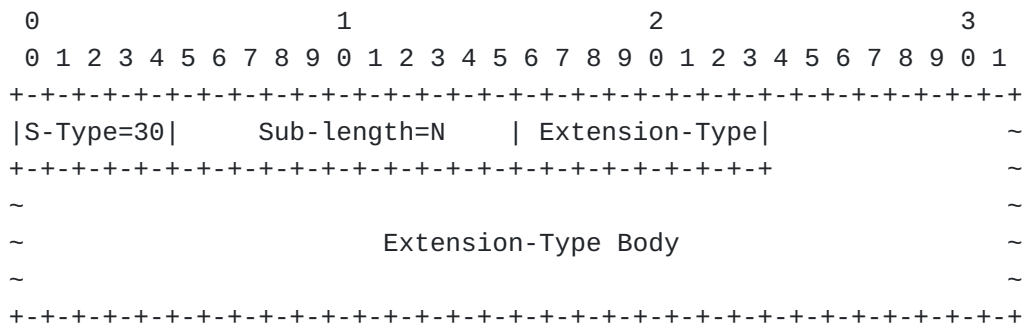 0                   1                   2                   3
0 1 2 3 4 5 6 7 8 9 0 1 2 3 4 5 6 7 8 9 0 1 2 3 4 5 6 7 8 9 0 1
+-+-+-+-+-+-+-+-+-+-+-+-+-+-+-+-+-+-+-+-+-+-+-+-+-+-+-+-+-+-+-+-+
|S-Type=30|     Sub-length=N    | Extension-Type|               ~
+-+-+-+-+-+-+-+-+-+-+-+-+-+-+-+-+-+-+-+-+-+-+-+-+               ~
~                                                               ~
~                       Extension-Type Body                     ~
~                                                               ~
+-+-+-+-+-+-+-+-+-+-+-+-+-+-+-+-+-+-+-+-+-+-+-+-+-+-+-+-+-+-+-+-+